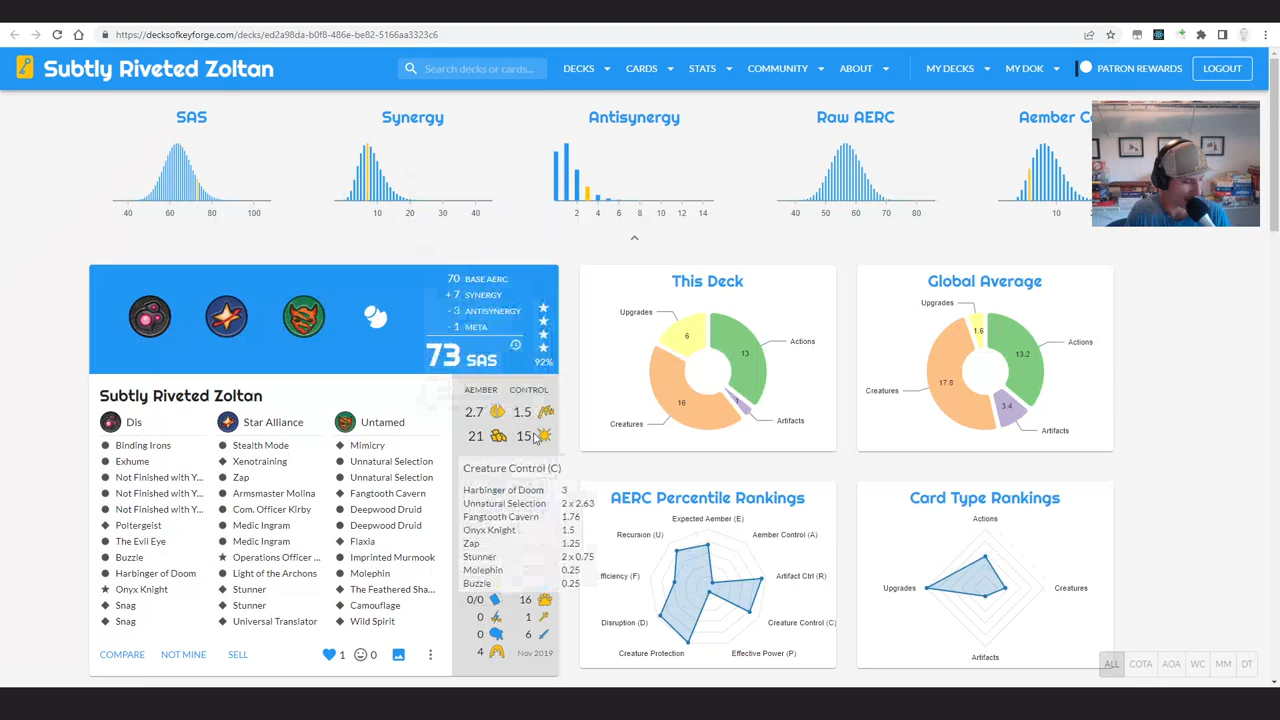 https://decksofkeyforge.com/decks/ed2a98da-b0f8-486e-be82-5166aa3323c6
Subtly Riveted Zoltan
Search decks or cards...
DECKS
CARDS
STATS
COMMUNITY
ABOUT
MY DECKS
MY DOK
PATRON REWARDS
LOGOUT
SAS
Synergy
Antisynergy
Raw AERC
Aember C
40 60 80 100
10 20 30 40
2 4 6 8 10 12 14
40 50 60 70 80
10
70 BASE AERC
+ 7 SYNERGY
- 3 ANTISYNERGY
- 1 META
73 SAS
92%
Subtly Riveted Zoltan
Dis
Binding Irons
Exhume
Not Finished with Y...
Not Finished with Y...
Not Finished with Y...
Poltergeist
The Evil Eye
Buzzle
Harbinger of Doom
Onyx Knight
Snag
Snag
Star Alliance
Stealth Mode
Xenotraining
Zap
Armsmaster Molina
Com. Officer Kirby
Medic Ingram
Medic Ingram
Operations Officer ...
Light of the Archons
Stunner
Stunner
Universal Translator
Untamed
Mimicry
Unnatural Selection
Unnatural Selection
Fangtooth Cavern
Deepwood Druid
Deepwood Druid
Flaxia
Imprinted Murmook
Molephin
The Feathered Sha...
Camouflage
Wild Spirit
AEMBER CONTROL
2.7 1.5
21 15
Creature Control (C)
Harbinger of Doom 3
Unnatural Selection 2 x 2.63
Fangtooth Cavern 1.76
Onyx Knight 1.5
Zap 1.25
Stunner 2 x 0.75
Molephin 0.25
Buzzle 0.25
0/0 16
0 1
0 6
4 Nov 2019
COMPARE
NOT MINE
SELL
1
0
This Deck
Upgrades
6
13
Actions
16
Creatures
1
Artifacts
Global Average
Upgrades
1.6
13.2
Actions
17.8
Creatures
3.4
Artifacts
AERC Percentile Rankings
Expected Aember (E)
Recursion (U)
Aember Control (A)
fficiency (F)
Artifact Ctrl (R)
Disruption (D)
Creature Control (C)
Creature Protection
Effective Power (P)
Card Type Rankings
Actions
Upgrades
Creatures
Artifacts
ALL
COTA
AOA
WC
MM
DT